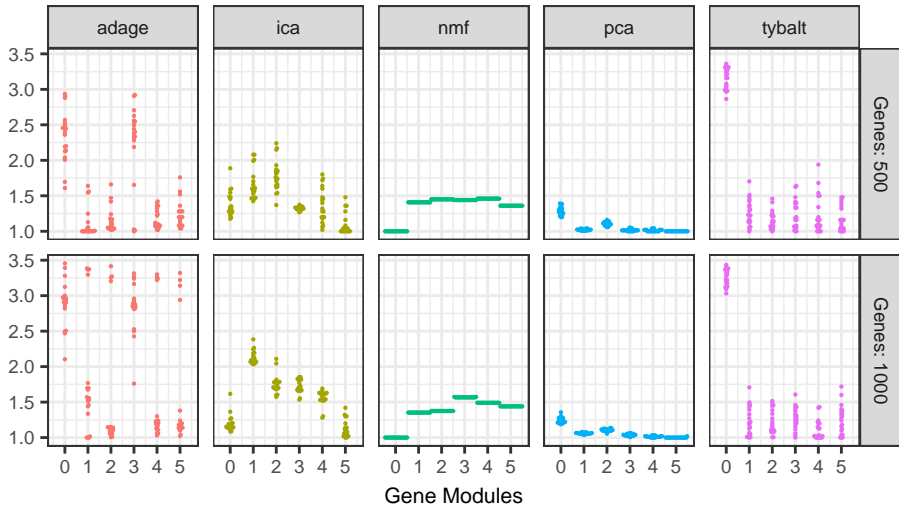 adage ica nmf pca tybalt
3.5
3.0
2.5
2.0
1.5
1.0
Genes: 500
3.5
3.0
2.5
2.0
1.5
1.0
Genes: 1000
0 1 2 3 4 5 0 1 2 3 4 5 0 1 2 3 4 5 0 1 2 3 4 5 0 1 2 3 4 5
Gene Modules